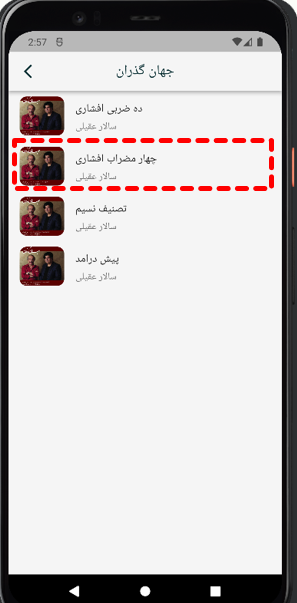 2:57
جهان گذران
ده ضربی افشاری
سالار عقیلی
چهار مضراب افشاری
سالار عقیلی
تصنیف نسیم
سالار عقیلی
پیش درامد
سالار عقیلی